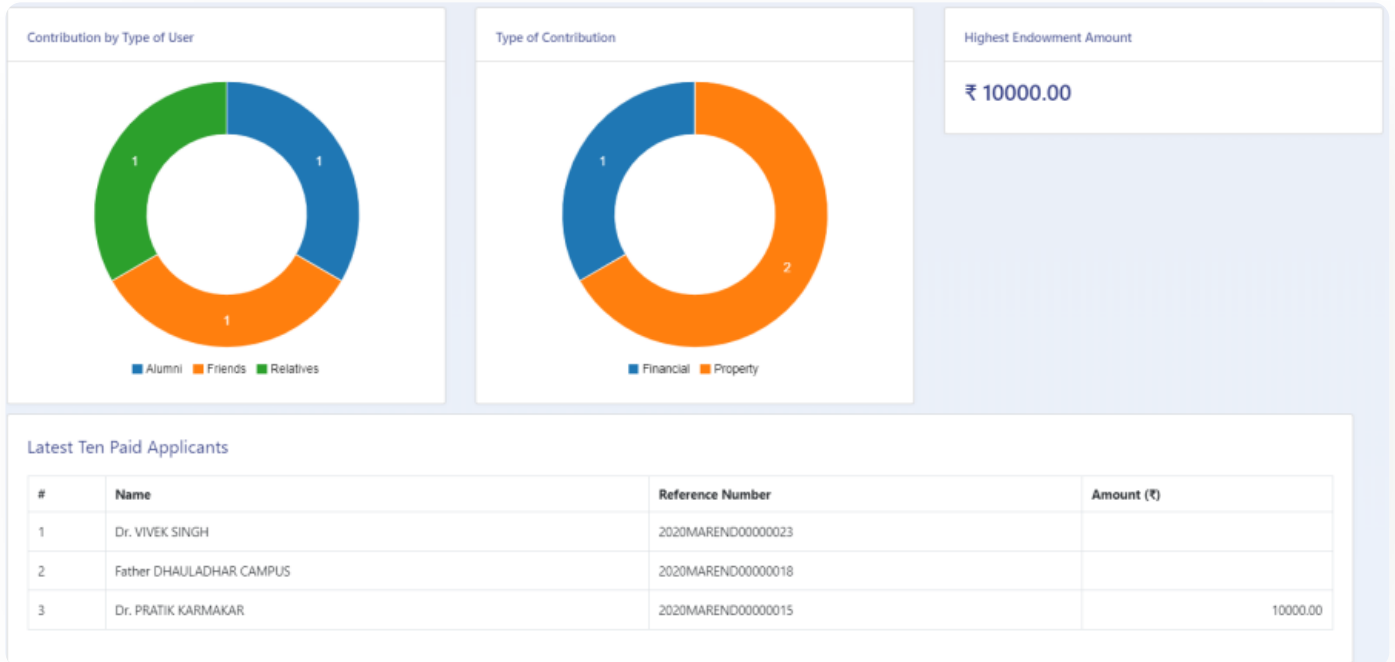 Contribution by Type of User
1
1
1
Alumni Friends Relatives
Type of Contribution
1
2
Financial Property
Highest Endowment Amount
₹ 10000.00
Latest Ten Paid Applicants
# Name Reference Number Amount (₹)
1 Dr. VIVEK SINGH 2020MAREND00000023
2 Father DHAULADHAR CAMPUS 2020MAREND00000018
3 Dr. PRATIK KARMAKAR 2020MAREND00000015 10000.00